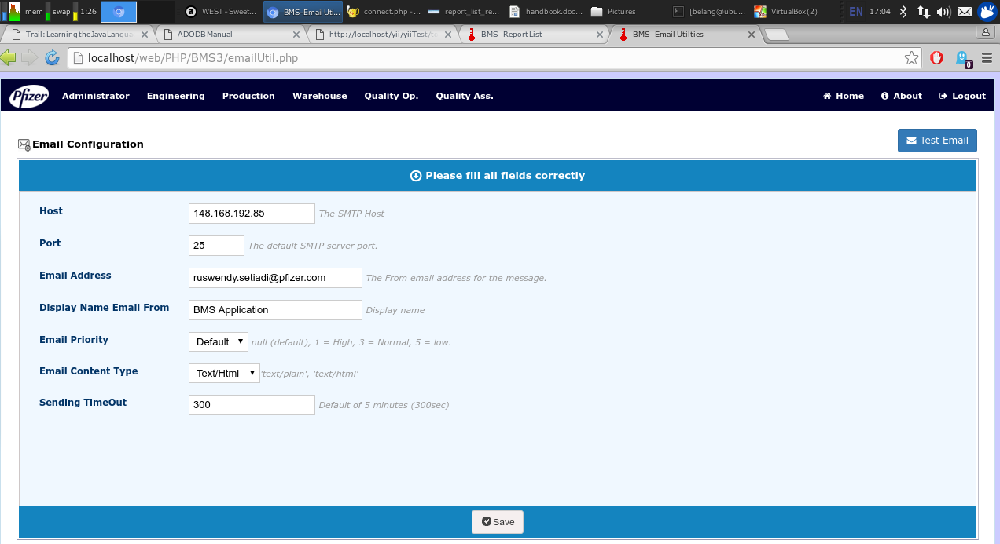 mem swap 1:26 WEST - Sweet... BMS-Email Uti... connect.php - ... report_list_re... handbook.doc... Pictures [belang@ubu... VirtualBox (2) EN 17:04
Trail: Learning the Java Langua ADODB Manual http://localhost/yii/yiiTest/ BMS - Report List BMS - Email Utilties
localhost/web/PHP/BMS3/emailUtil.php 0
Pfizer Administrator Engineering Production Warehouse Quality Op. Quality Ass. Home About Logout
Email Configuration Test Email
Please fill all fields correctly
Host 148.168.192.85 The SMTP Host
Port 25 The default SMTP server port.
Email Address ruswendy.setiadi@pfizer.com The From email address for the message.
Display Name Email From BMS Application Display name
Email Priority Default null (default), 1 = High, 3 = Normal, 5 = low.
Email Content Type Text/Html 'text/plain', 'text/html'
Sending TimeOut 300 Default of 5 minutes (300sec)
Save